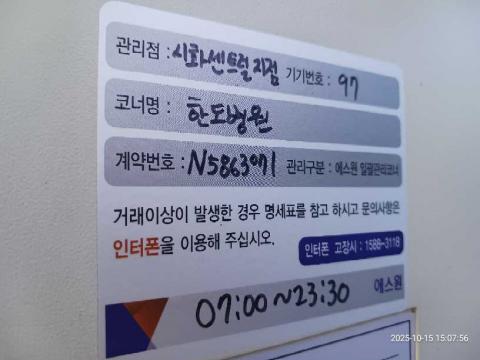 관리점 : 시화센트럴지점 기기번호 : 97
코너명 : 한도병원
계약번호 : N5863071 관리구분 : 에스원 일괄관리코너
거래이상이 발생한 경우 명세표를 참고 하시고 문의사항은
인터폰을 이용해 주십시오.
인터폰 고장시 : 1588-3118
07:00~23:30 에스원
2025-10-15 15:07:56